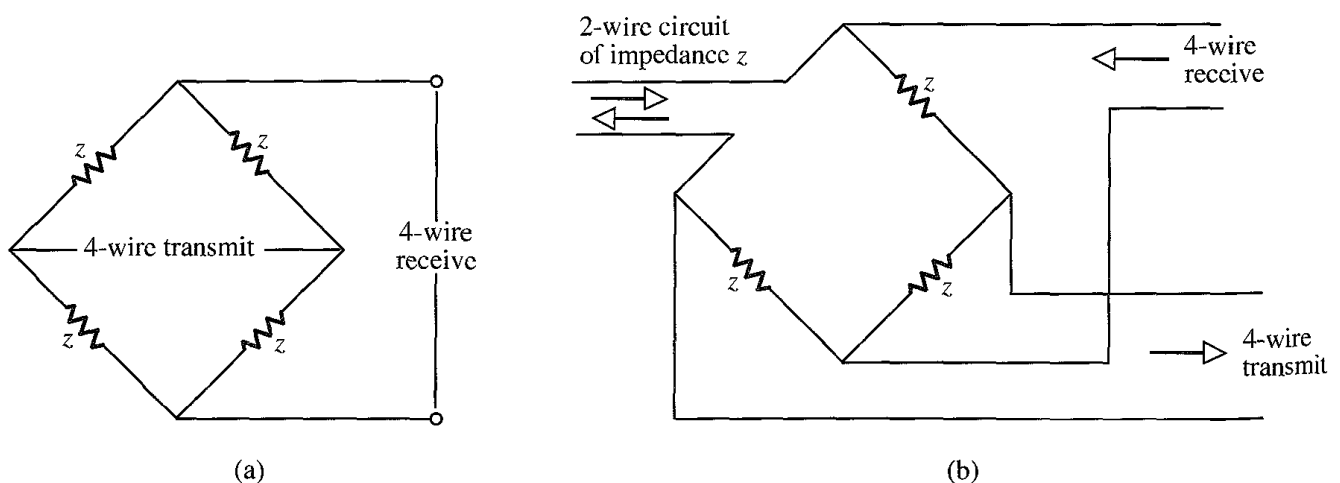 z
z
4-wire transmit
4-wire
receive
z
z
(a)
2-wire circuit
of impedance z
z
4-wire
receive
z
z
4-wire
transmit
(b)